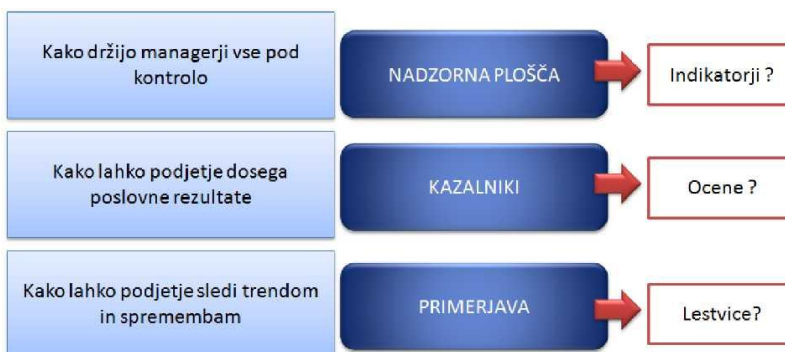 Kako držijo managerji vse pod
kontrolo
NADZORNA PLOŠČA
Indikatorji ?
Kako lahko podjetje dosega
poslovne rezultate
KAZALNIKI
Ocene ?
Kako lahko podjetje sledi trendom
in spremembam
PRIMERJAVA
Lestvice?